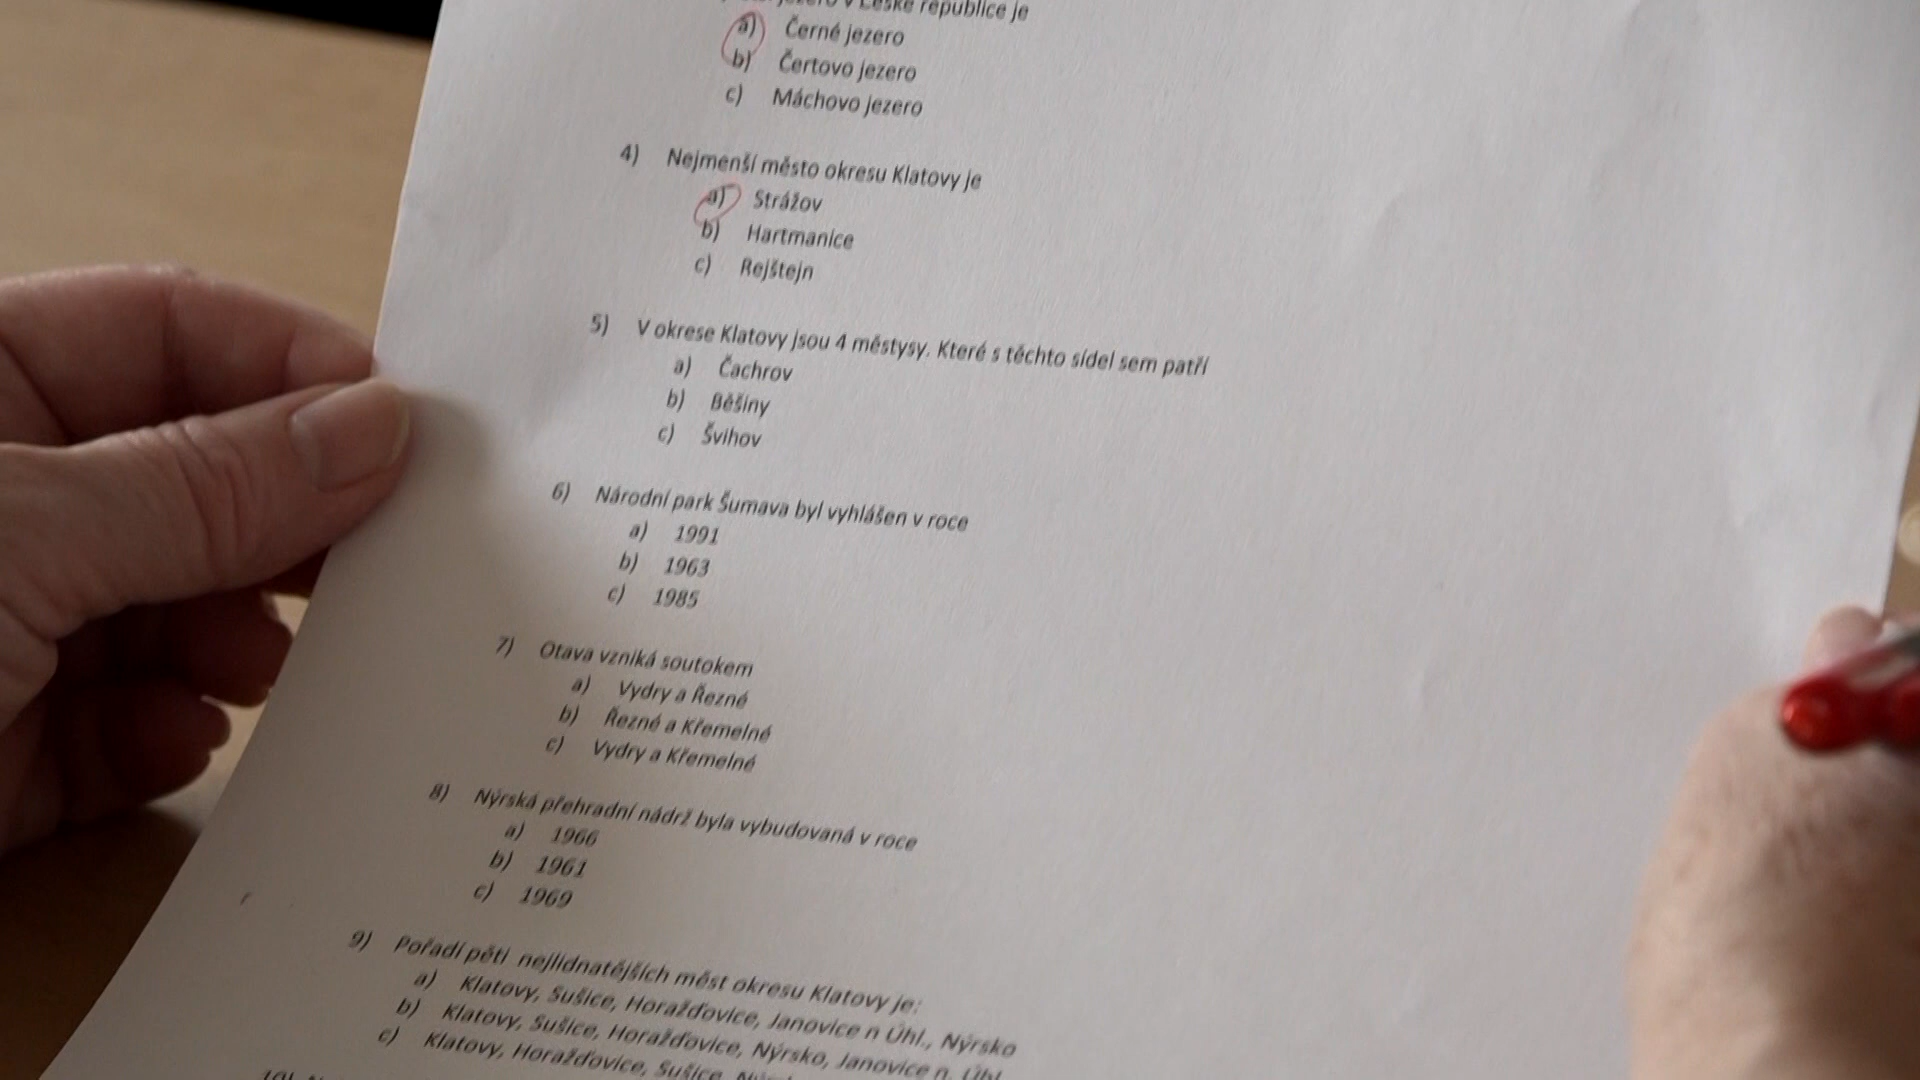 jezero v České republice je
a) Černé jezero
b) Čertovo jezero
c) Máchovo jezero
4) Nejmenší město okresu Klatovy je
a) Strážov
b) Hartmanice
c) Rejštejn
5) V okrese Klatovy jsou 4 městysy. Které s těchto sídel sem patří
a) Čachrov
b) Běšiny
c) Švihov
6) Národní park Šumava byl vyhlášen v roce
a) 1991
b) 1963
c) 1985
7) Otava vzniká soutokem
a) Vydry a Řezné
b) Řezné a Křemelné
c) Vydry a Křemelné
8) Nýrská přehradní nádrž byla vybudovaná v roce
a) 1966
b) 1961
c) 1969
9) Pořadí pěti nejlidnatějších měst okresu Klatovy je:
a) Klatovy, Sušice, Horažďovice, Janovice n Úhl., Nýrsko
b) Klatovy, Sušice, Horažďovice, Nýrsko, Janovice n. Úhl
c) Klatovy, Horažďovice, Sušice,